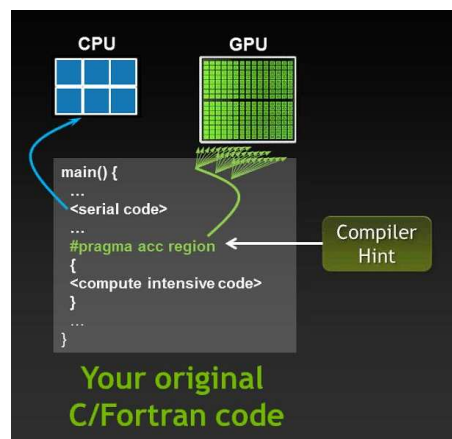 CPU
GPU
main() {
...
<serial code>
...
#pragma acc region
{
<compute intensive code>
}
...
}
Compiler
Hint
Your original
C/Fortran code